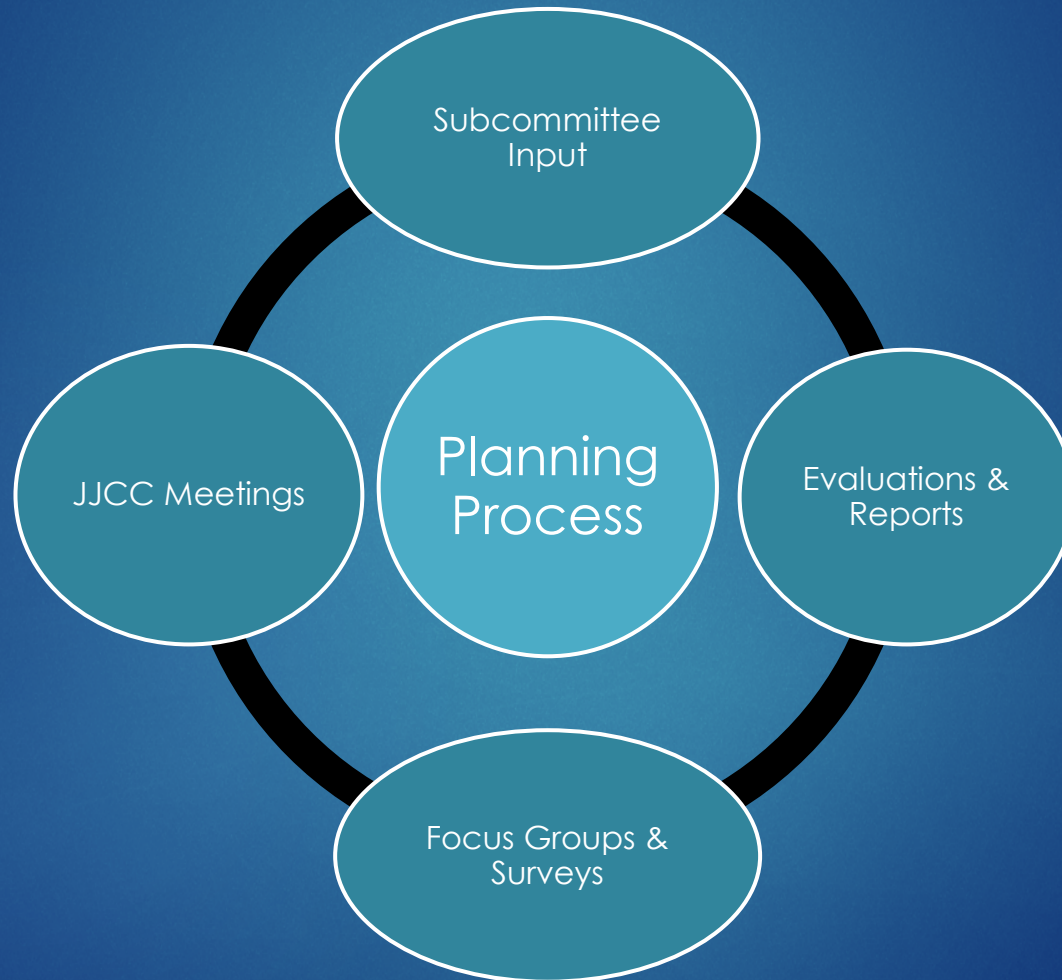 Subcommittee
Input
JJCC Meetings
Planning
Process
Evaluations &
Reports
Focus Groups &
Surveys